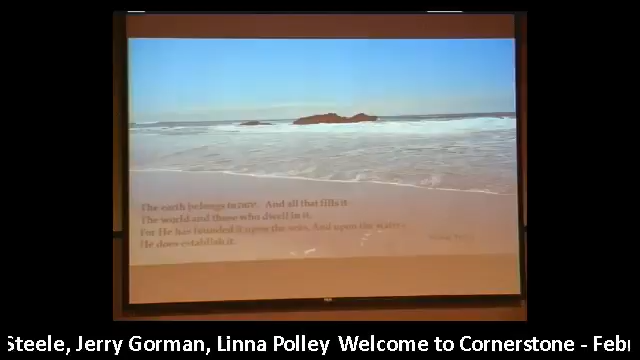 The earth belongs to And all that fills it
The world and those who dwell in it.
For He has founded it upon the seas, And upon the waters
He does establish it.
Steele, Jerry Gorman, Linna Polley Welcome to Cornerstone - Febr